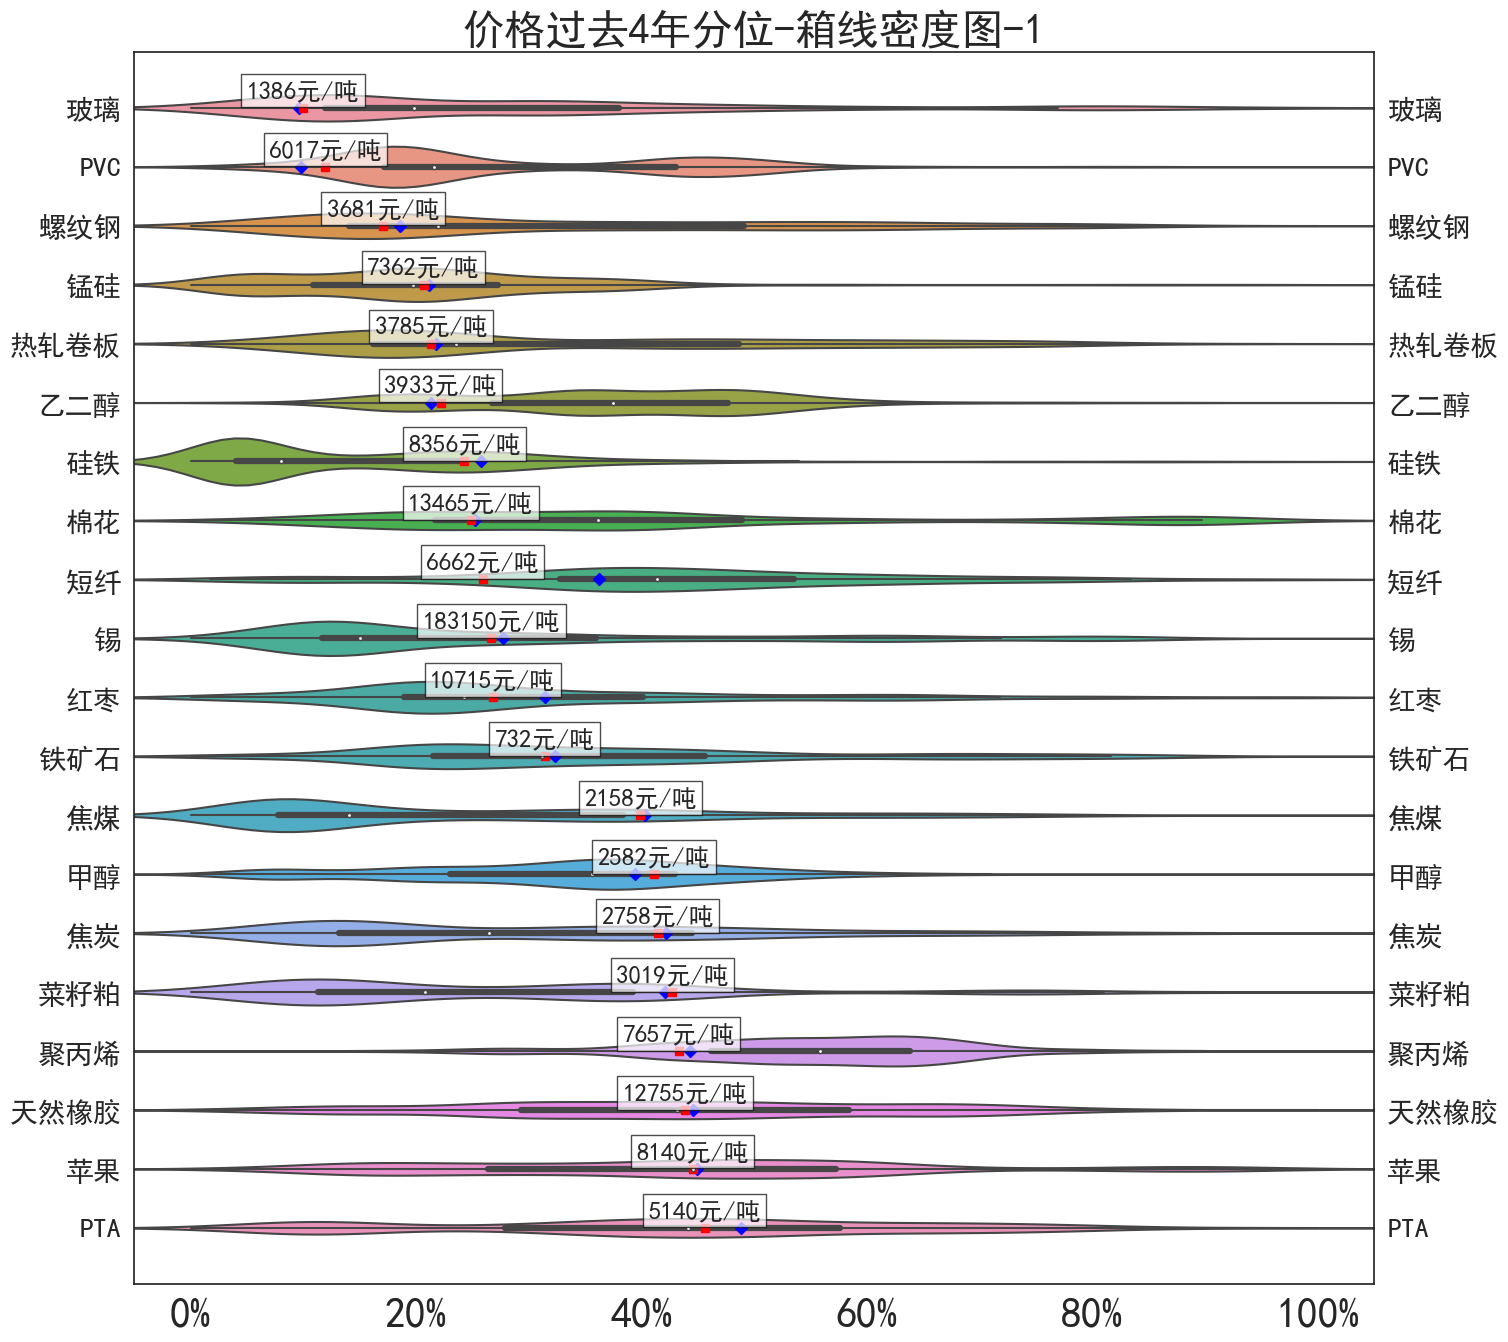 价格过去4年分位-箱线密度图-1
玻璃 1386元/吨 玻璃
PVC 6017元/吨 PVC
螺纹钢 3681元/吨 螺纹钢
锰硅 7362元/吨 锰硅
热轧卷板 3785元/吨 热轧卷板
乙二醇 3933元/吨 乙二醇
硅铁 8356元/吨 硅铁
棉花 13465元/吨 棉花
短纤 6662元/吨 短纤
锡 183150元/吨 锡
红枣 10715元/吨 红枣
铁矿石 732元/吨 铁矿石
焦煤 2158元/吨 焦煤
甲醇 2582元/吨 甲醇
焦炭 2758元/吨 焦炭
菜籽粕 3019元/吨 菜籽粕
聚丙烯 7657元/吨 聚丙烯
天然橡胶 12755元/吨 天然橡胶
苹果 8140元/吨 苹果
PTA 5140元/吨 PTA
0% 20% 40% 60% 80% 100%